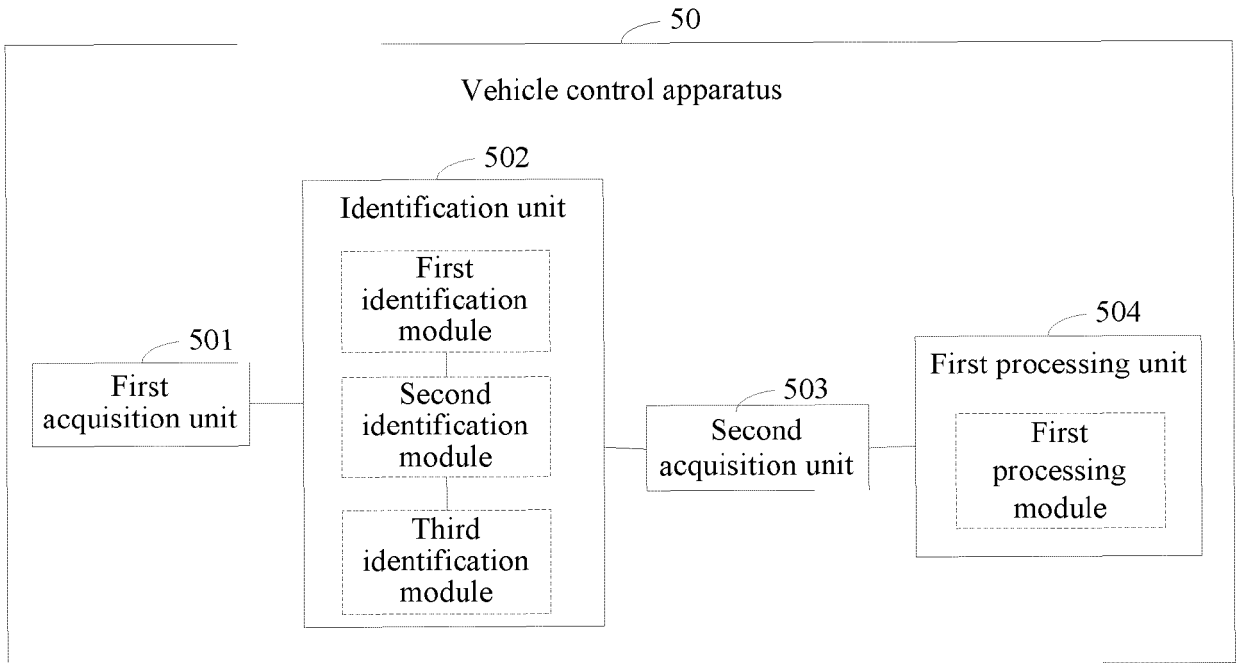 50
Vehicle control apparatus
502
Identification unit
First
identification
module
501
First
acquisition unit
Second
identification
module
Third
identification
module
503
Second
acquisition unit
504
First processing unit
First
processing
module